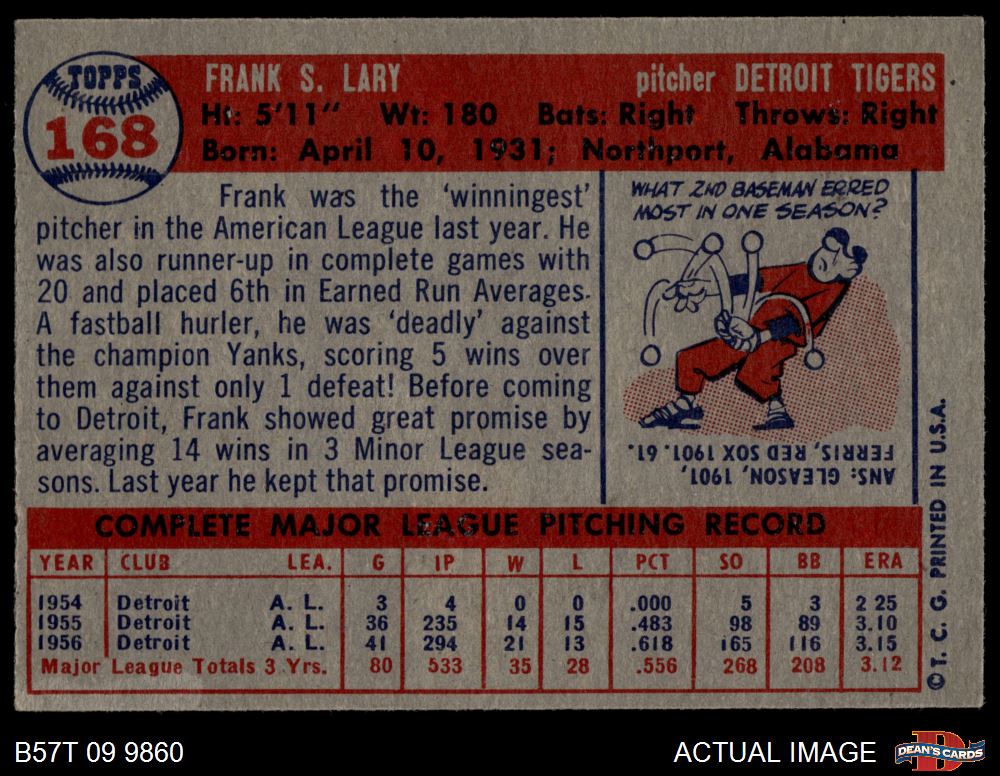 TOPPS
168
FRANK S. LARY pitcher DETROIT TIGERS
Ht: 5'11" Wt: 180 Bats: Right Throws: Right
Born: April 10, 1931; Northport, Alabama
Frank was the 'winningest'
pitcher in the American League last year. He
was also runner-up in complete games with
20 and placed 6th in Earned Run Averages.
A fastball hurler, he was 'deadly' against
the champion Yanks, scoring 5 wins over
them against only 1 defeat! Before coming
to Detroit, Frank showed great promise by
averaging 14 wins in 3 Minor League sea-
sons. Last year he kept that promise.
WHAT 2ND BASEMAN ERRED
MOST IN ONE SEASON?
ANS: GLEASON, 1901,
FERRIS, RED SOX 1901. 61.
COMPLETE MAJOR LEAGUE PITCHING RECORD
YEAR CLUB LEA. G IP W L PCT SO BB ERA
1954 Detroit A. L. 3 4 0 0 .000 5 3 2 25
1955 Detroit A. L. 36 235 14 15 .483 98 89 3.10
1956 Detroit A. L. 41 294 21 13 .618 165 116 3.15
Major League Totals 3 Yrs. 80 533 35 28 .556 268 208 3.12
© T. C. G. PRINTED IN U.S.A.
B57T 09 9860 ACTUAL IMAGE
DEAN'S CARDS